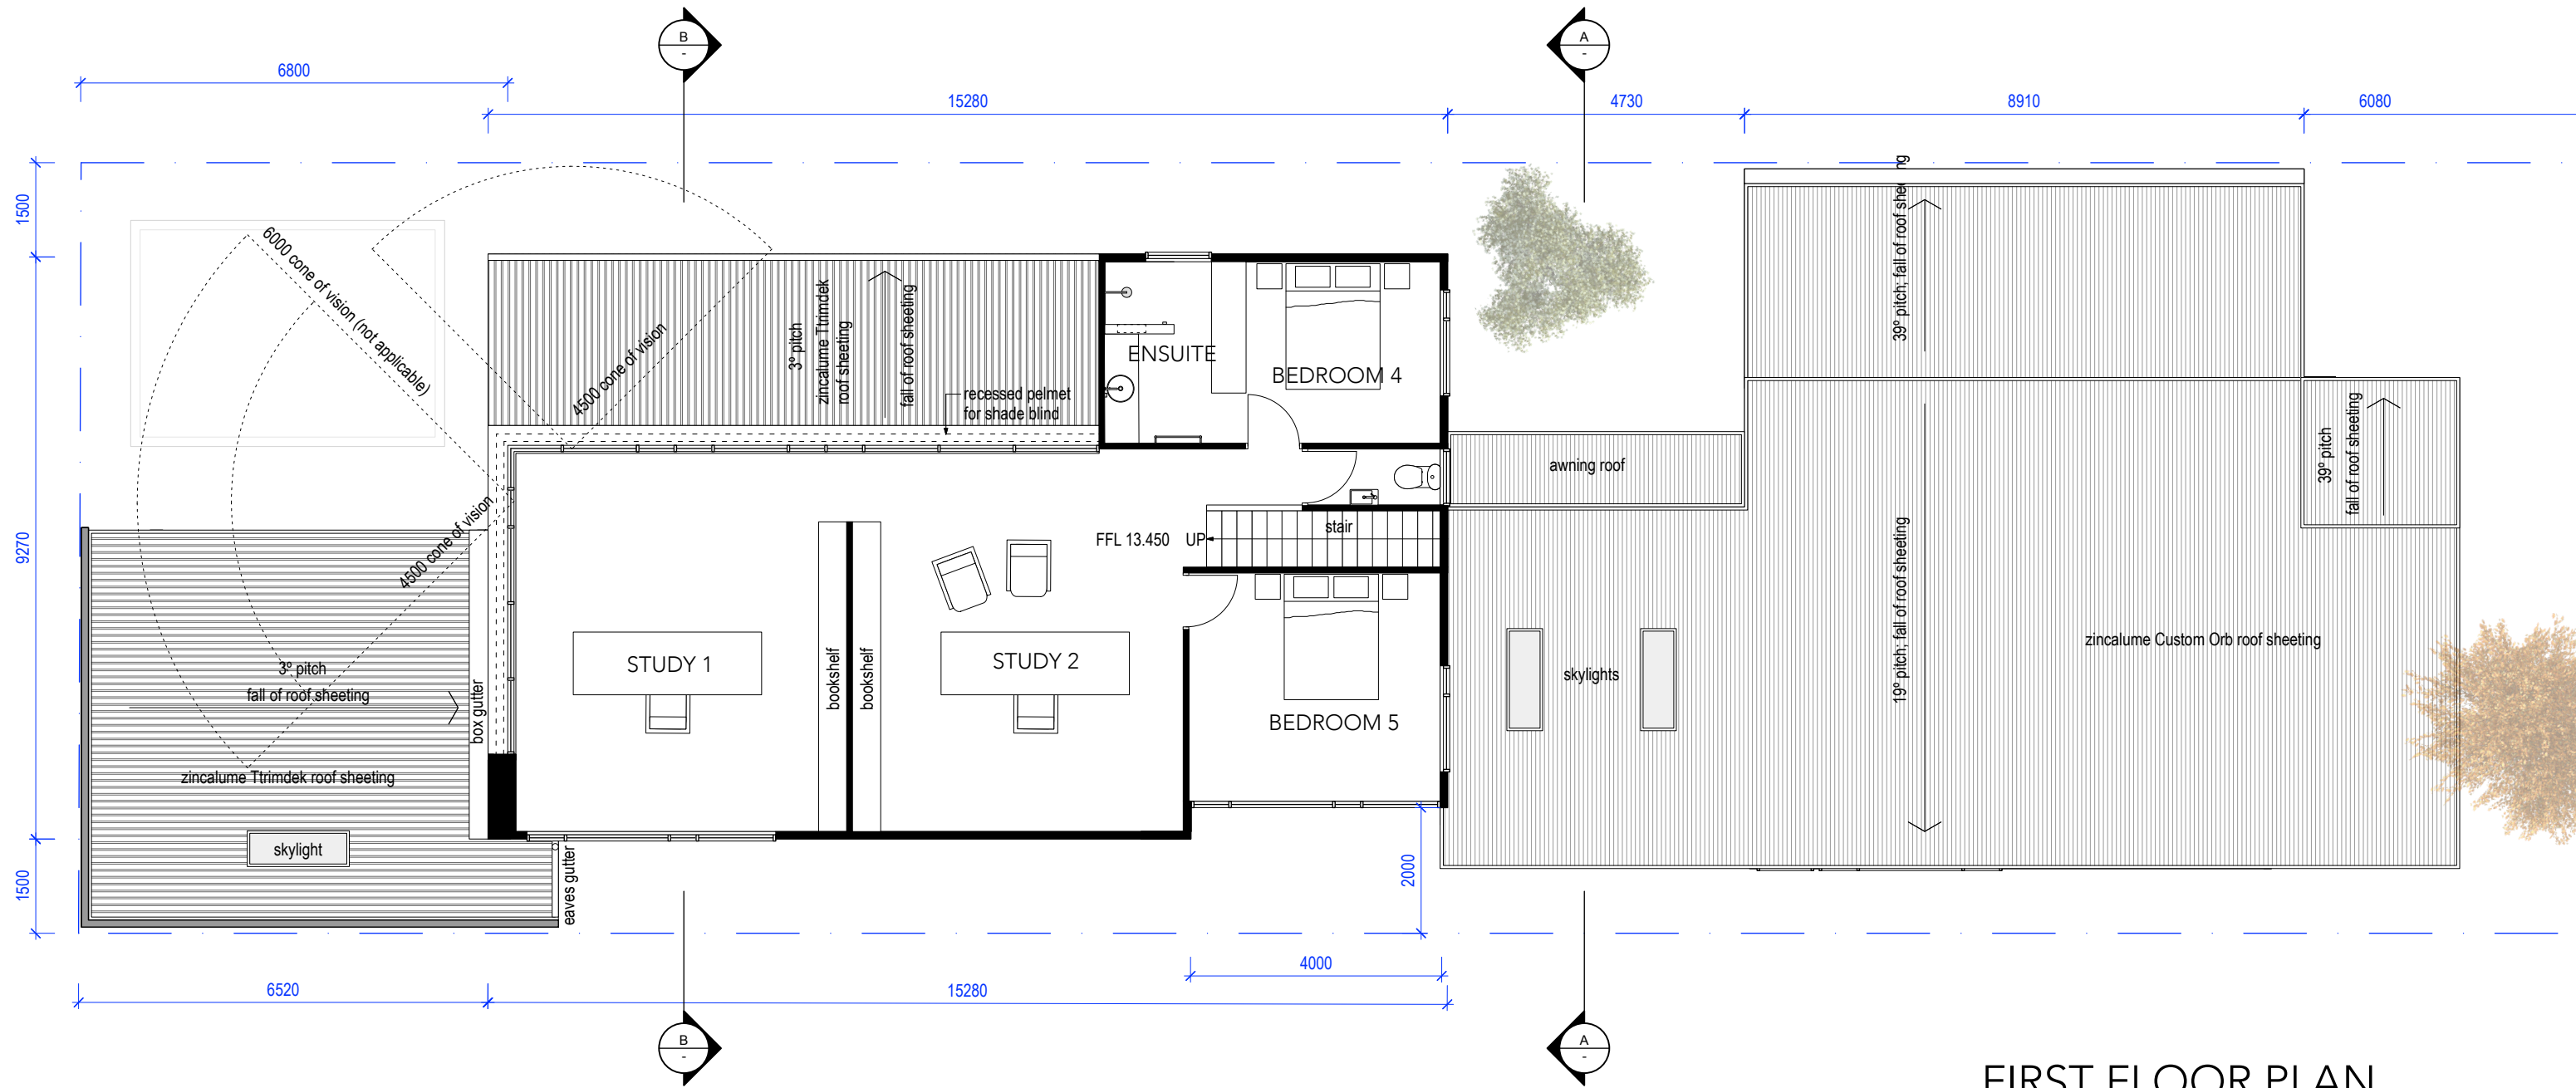 B
-
A
-
6800
15280
4730
8910
6080
1500
9270
1500
6000 cone of vision (not applicable)
4500 cone of vision
4500 cone of vision
3º pitch
zincalume Ttrimdek
roof sheeting
fall of roof sheeting
recessed pelmet
for shade blind
ENSUITE
BEDROOM 4
39º pitch; fall of roof sheeting
awning roof
39º pitch
fall of roof sheeting
stair
FFL 13.450 UP
19º pitch; fall of roof sheeting
zincalume Custom Orb roof sheeting
skylights
STUDY 1
bookshelf
bookshelf
STUDY 2
BEDROOM 5
3º pitch
fall of roof sheeting
box gutter
zincalume Ttrimdek roof sheeting
skylight
eaves gutter
2000
4000
6520
15280
B
-
A
-
FIRST FLOOR PLAN